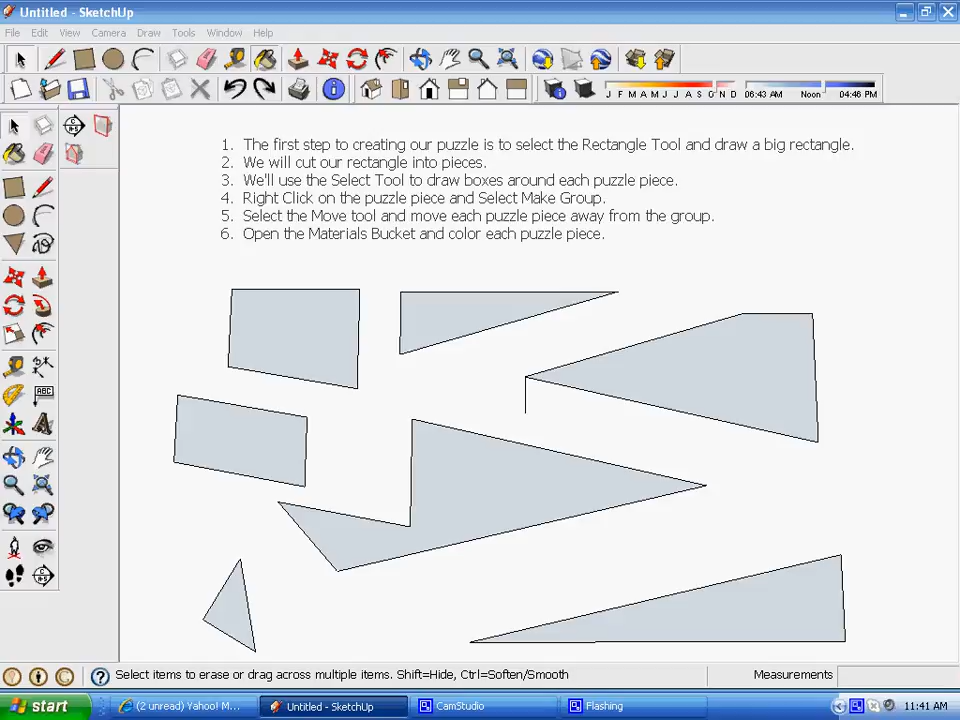 Untitled - SketchUp
File Edit View Camera Draw Tools Window Help
J F M A M J J A S O N D 06:43 AM Noon 04:46 PM
1. The first step to creating our puzzle is to select the Rectangle Tool and draw a big rectangle.
2. We will cut our rectangle into pieces.
3. We'll use the Select Tool to draw boxes around each puzzle piece.
4. Right Click on the puzzle piece and Select Make Group.
5. Select the Move tool and move each puzzle piece away from the group.
6. Open the Materials Bucket and color each puzzle piece.
ABC
Select items to erase or drag across multiple items. Shift=Hide, Ctrl=Soften/Smooth
Measurements
start
(2 unread) Yahoo! M...
Untitled - SketchUp
CamStudio
Flashing
11:41 AM